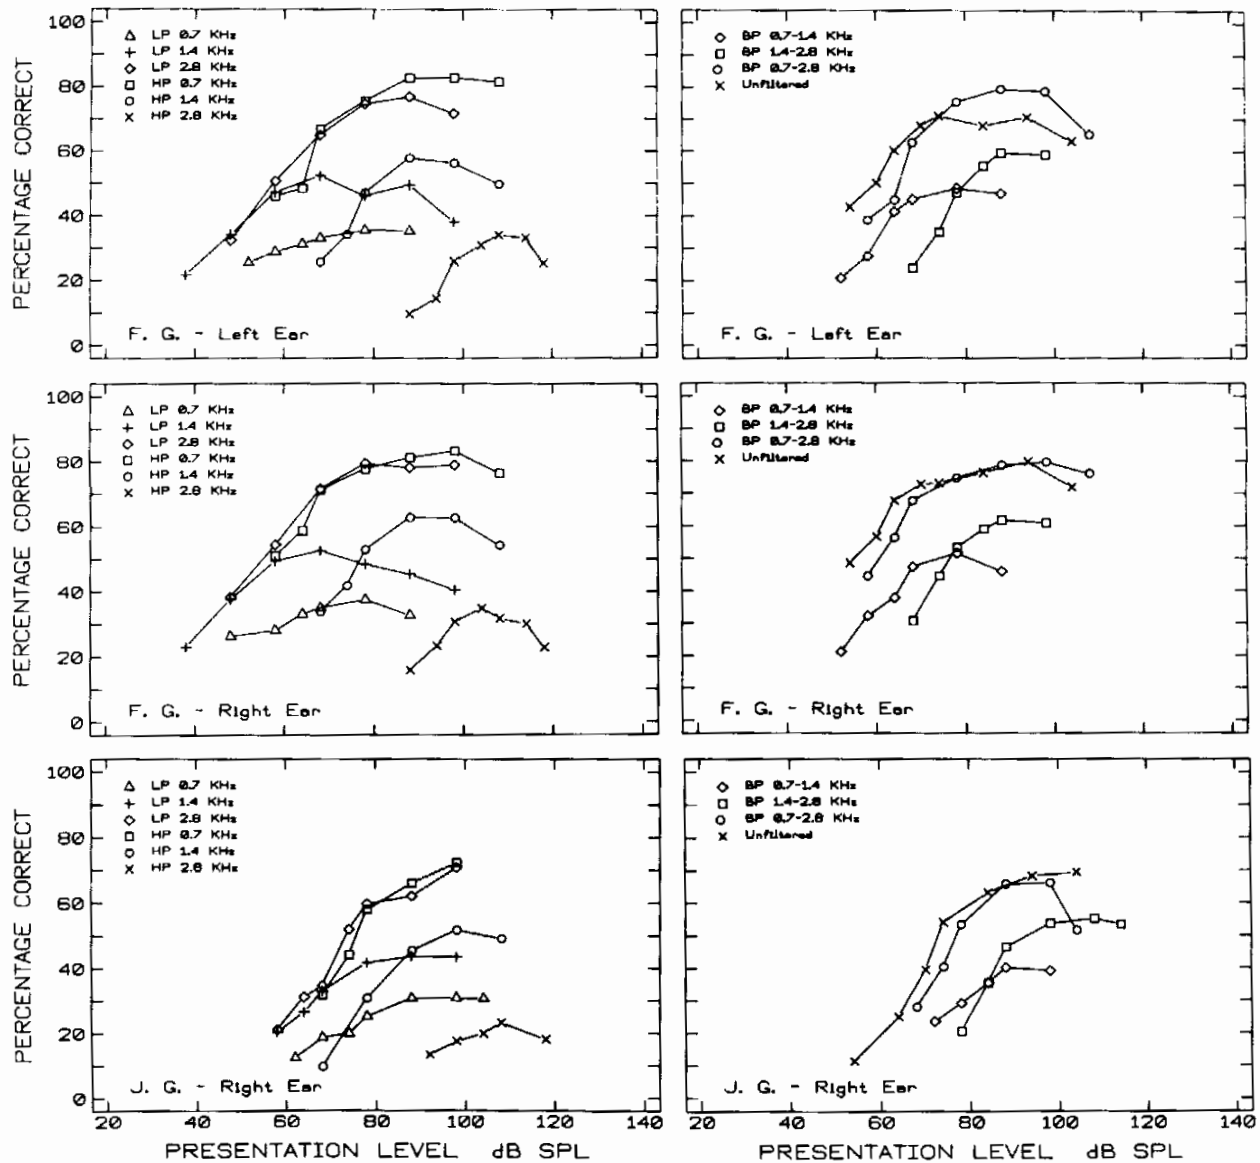 PERCENTAGE CORRECT
100
80
60
40
20
0
LP 0.7 KHz
LP 1.4 KHz
LP 2.8 KHz
HP 0.7 KHz
HP 1.4 KHz
HP 2.8 KHz
F. G. - Left Ear
BP 0.7-1.4 KHz
BP 1.4-2.8 KHz
BP 0.7-2.8 KHz
Unfiltered
F. G. - Left Ear
PERCENTAGE CORRECT
100
80
60
40
20
0
LP 0.7 KHz
LP 1.4 KHz
LP 2.8 KHz
HP 0.7 KHz
HP 1.4 KHz
HP 2.8 KHz
F. G. - Right Ear
BP 0.7-1.4 KHz
BP 1.4-2.8 KHz
BP 0.7-2.8 KHz
Unfiltered
F. G. - Right Ear
PERCENTAGE CORRECT
100
80
60
40
20
0
LP 0.7 KHz
LP 1.4 KHz
LP 2.8 KHz
HP 0.7 KHz
HP 1.4 KHz
HP 2.8 KHz
J. G. - Right Ear
20 40 60 80 100 120 140
PRESENTATION LEVEL dB SPL
BP 0.7-1.4 KHz
BP 1.4-2.8 KHz
BP 0.7-2.8 KHz
Unfiltered
J. G. - Right Ear
20 40 60 80 100 120 140
PRESENTATION LEVEL dB SPL